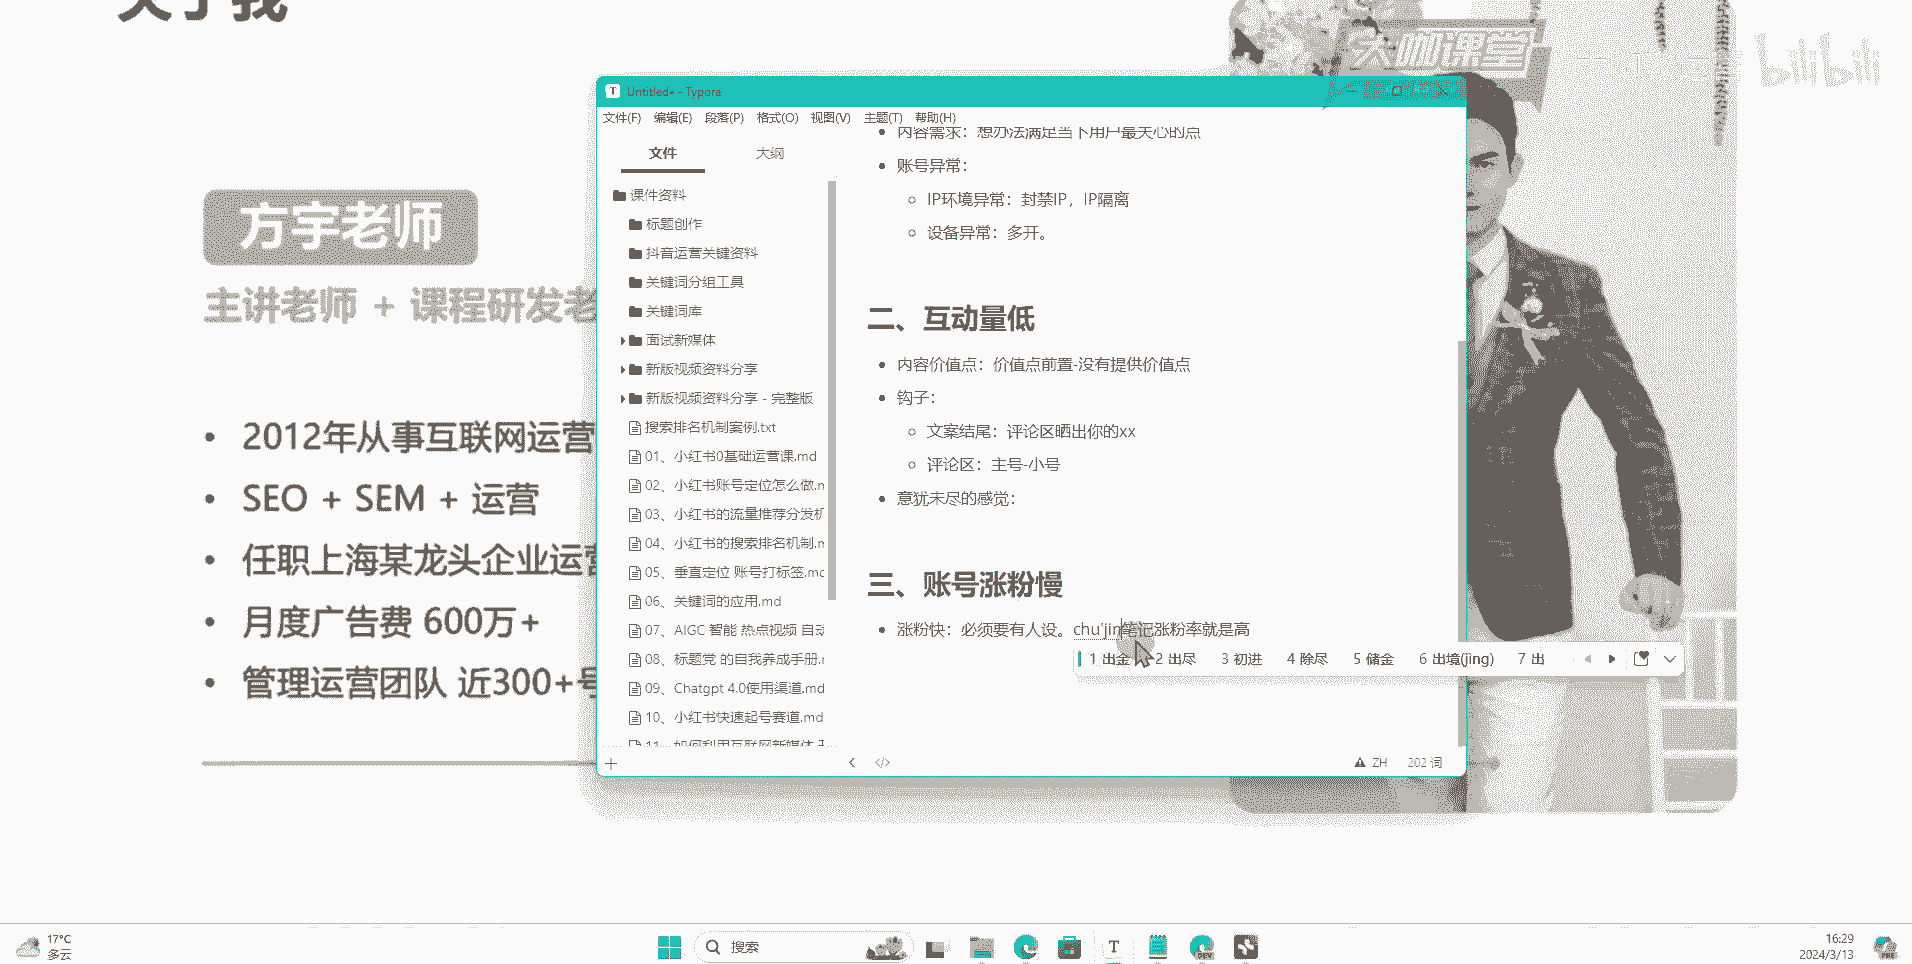 关于我
大咖课堂
bilibili
方宇老师
主讲老师 + 课程研发老
2012年从事互联网运营
SEO + SEM + 运营
任职上海某龙头企业运营
月度广告费 600万+
管理运营团队 近300+号
Untitled• - Typora
文件(F) 编辑(E) 段落(P) 格式(O) 视图(V) 主题(T) 帮助(H)
文件 大纲
课件资料
标题创作
抖音运营关键资料
关键词分组工具
关键词库
面试新媒体
新版视频资料分享
新版视频资料分享 - 完整版
搜索排名机制案例.txt
01、小红书0基础运营课.md
02、小红书账号定位怎么做.m
03、小红书的流量推荐分发机
04、小红书的搜索排名机制.m
05、垂直定位 账号打标签.mc
06、关键词的应用.md
07、AIGC 智能 热点视频 自动
08、标题党 的自我养成手册.r
09、Chatgpt 4.0使用渠道.md
10、小红书快速起号赛道.md
11、如何利用互联网新媒体
内容需求：想办法满足当下用户最关心的点
账号异常：
IP环境异常：封禁IP，IP隔离
设备异常：多开。
二、互动量低
内容价值点：价值点前置-没有提供价值点
钩子：
文案结尾：评论区晒出你的xx
评论区：主号-小号
意犹未尽的感觉：
三、账号涨粉慢
涨粉快：必须要有人设。chu'jin笔记涨粉率就是高
1 出金 2 出尽 3 初进 4 除尽 5 储金 6 出境(jìng) 7 出
ZH 202 词
17°C
多云
搜索
16:29
2024/3/13